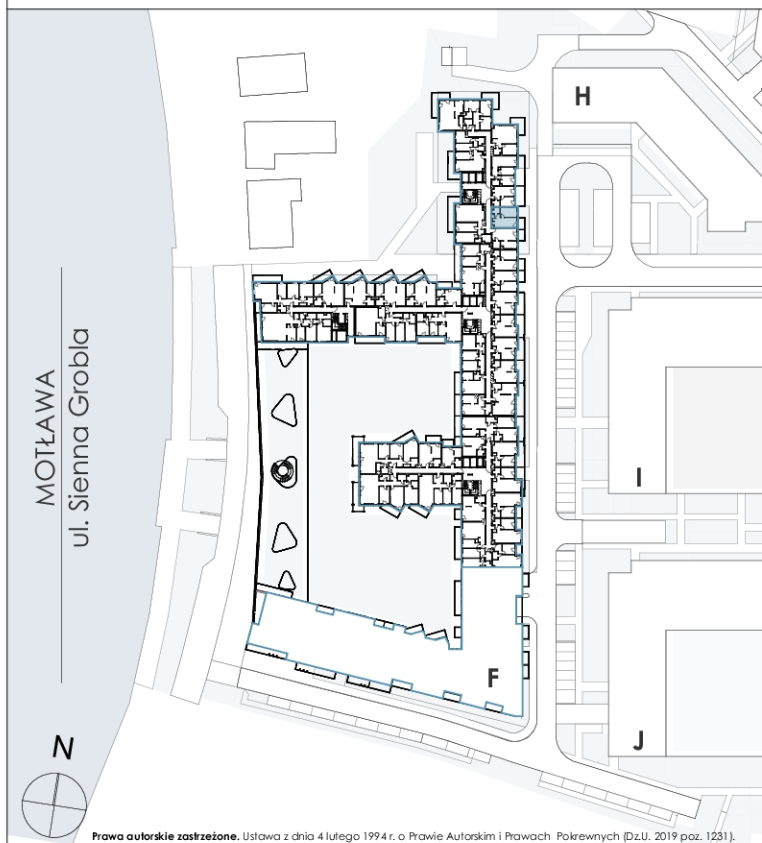 H
MOTŁAWA
ul. Sienna Grobla
I
F
J
N
Prawa autorskie zastrzeżone. Ustawa z dnia 4 lutego 1994 r. o Prawie Autorskim i Prawach Pokrewnych (Dz.U. 2019 poz. 1231).